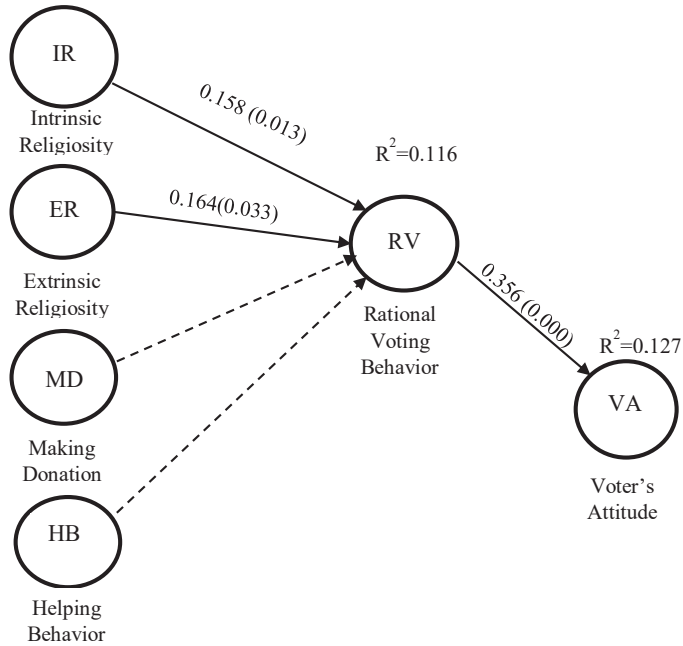 IR
Intrinsic
Religiosity
0.158 (0.013)
R²=0.116
ER
Extrinsic
Religiosity
0.164(0.033)
RV
Rational
Voting
Behavior
0.356 (0.000)
R²=0.127
VA
Voter’s
Attitude
MD
Making
Donation
HB
Helping
Behavior